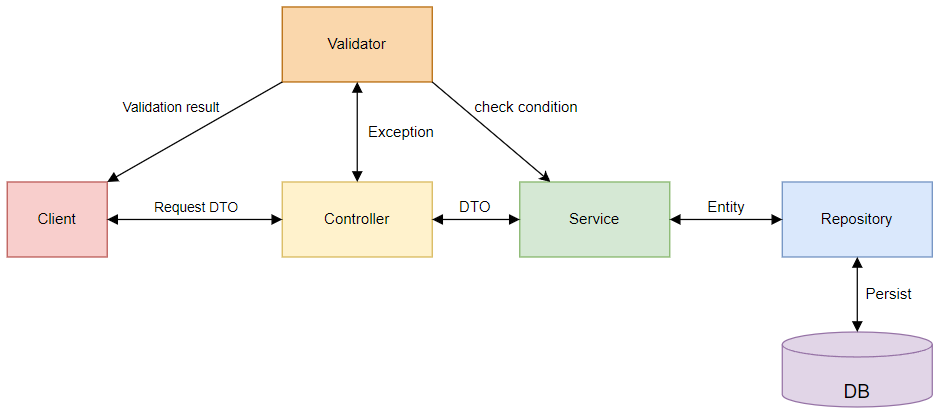 Validator
Validation result
check condition
Exception
Client
Request DTO
Controller
DTO
Service
Entity
Repository
Persist
DB